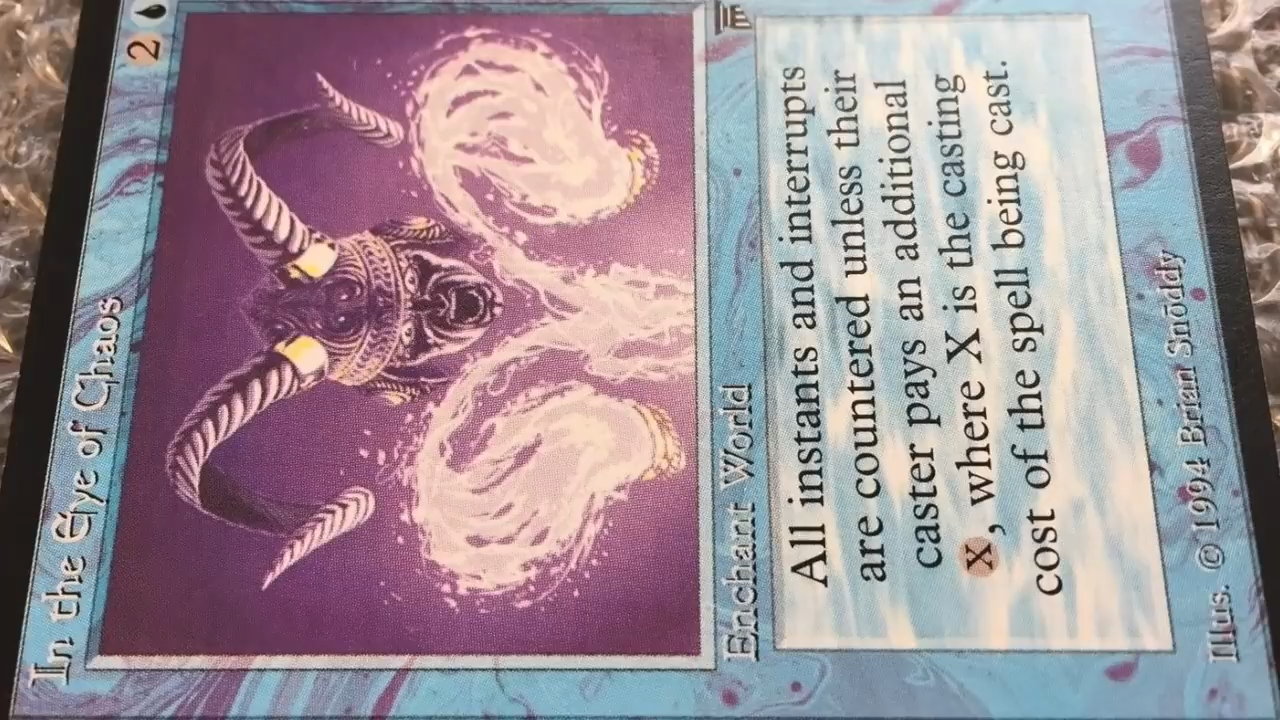 In the Eye of Chaos
2
Enchant World
All instants and interrupts
are countered unless their
caster pays an additional
X, where X is the casting
cost of the spell being cast.
Illus. © 1994 Brian Snōddy